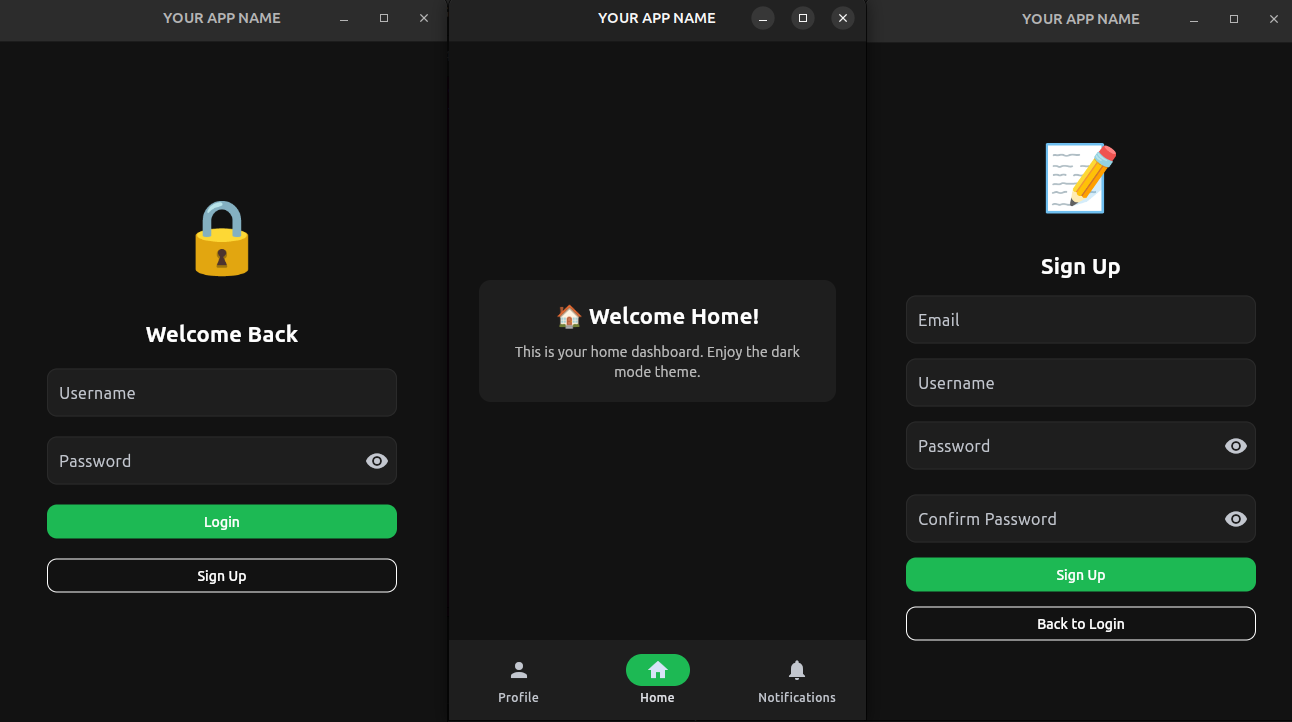 YOUR APP NAME
Welcome Back
Username
Password
Login
Sign Up
YOUR APP NAME
Welcome Home!
This is your home dashboard. Enjoy the dark
mode theme.
Profile
Home
Notifications
YOUR APP NAME
Sign Up
Email
Username
Password
Confirm Password
Sign Up
Back to Login